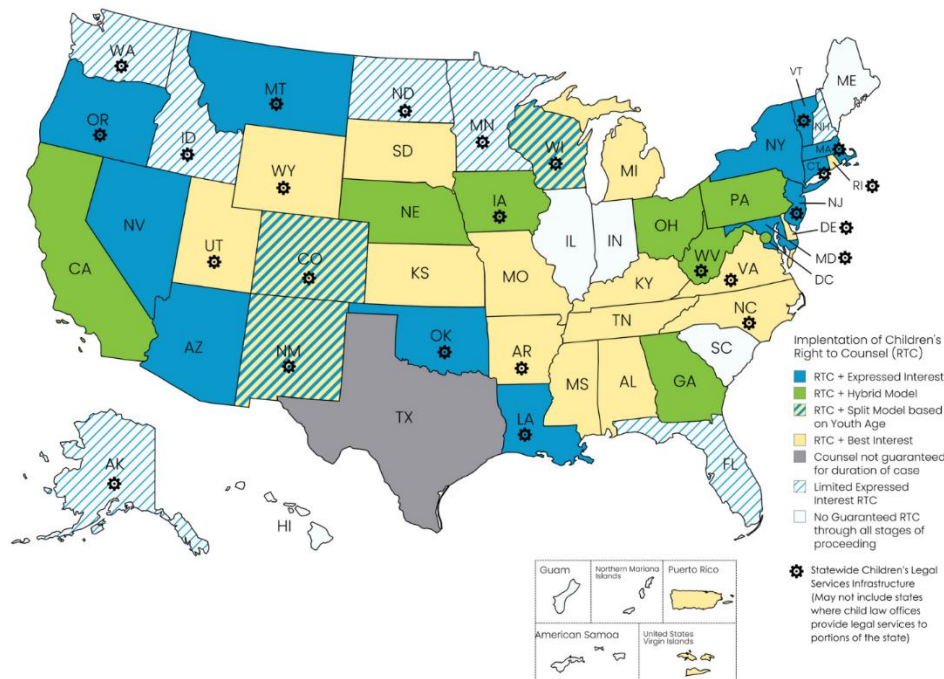 WA
MT
ND
MN
OR
ID
WI
SD
WY
MI
VT
ME
NH
NY
MA
CT
RI
NJ
PA
DE
MD
DC
NV
UT
CO
NE
IA
IL
IN
OH
WV
VA
CA
KS
MO
KY
NC
TN
AZ
NM
OK
AR
SC
MS
AL
GA
TX
LA
FL
AK
HI
Implentation of Children's
Right to Counsel (RTC)
RTC + Expressed Interest
RTC + Hybrid Model
RTC + Split Model based
on Youth Age
RTC + Best Interest
Counsel not guaranteed
for duration of case
Limited Expressed
Interest RTC
No Guaranteed RTC
through all stages of
proceeding
Statewide Children's Legal
Services Infrastructure
(May not include states
where child law offices
provide legal services to
portions of the state)
Guam
Northern Mariana
Islands
Puerto Rico
American Samoa
United States
Virgin Islands